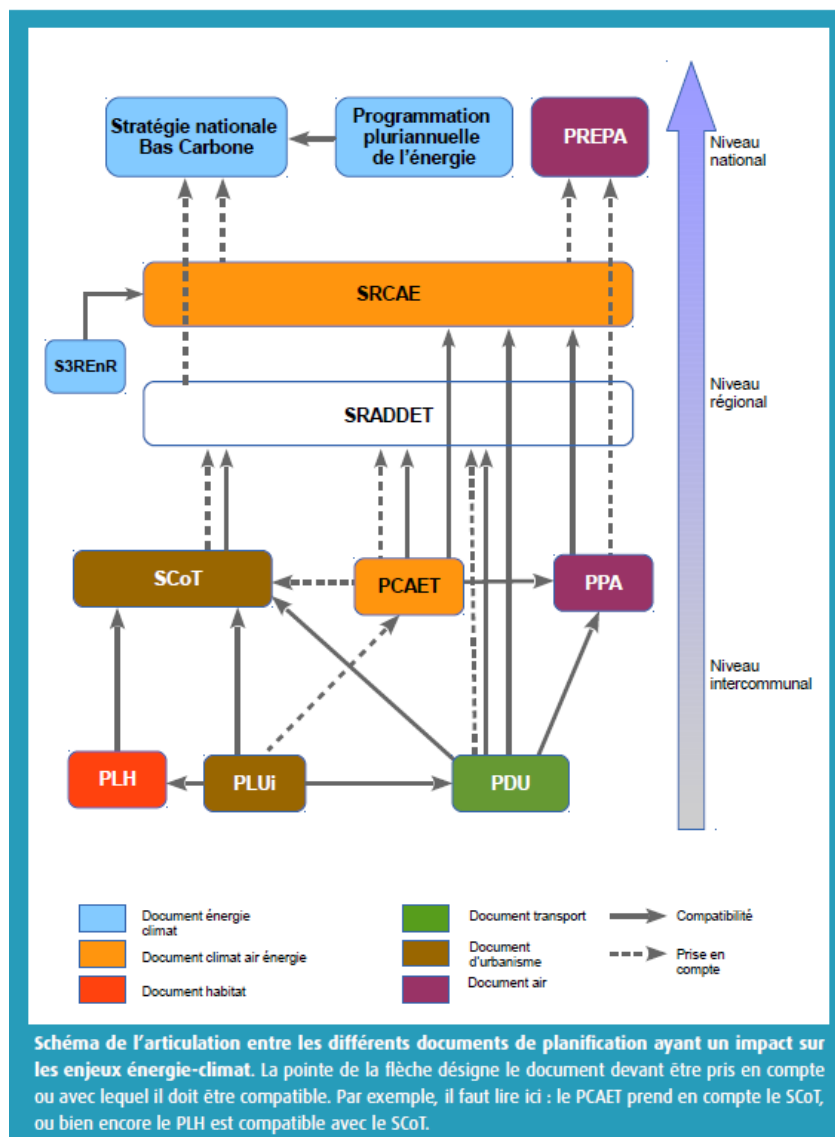 Stratégie nationale
Bas Carbone
Programmation
pluriannuelle
de l'énergie
PREPA
Niveau
national
SRCAE
S3REnR
SRADDET
Niveau
régional
SCoT
PCAET
PPA
Niveau
intercommunal
PLH
PLUi
PDU
Document énergie
climat
Document climat air énergie
Document habitat
Document transport
Document
d'urbanisme
Document air
Compatibilité
Prise en
compte
Schéma de l'articulation entre les différents documents de planification ayant un impact sur
les enjeux énergie-climat. La pointe de la flèche désigne le document devant être pris en compte
ou avec lequel il doit être compatible. Par exemple, il faut lire ici : le PCAET prend en compte le SCoT,
ou bien encore le PLH est compatible avec le SCoT.